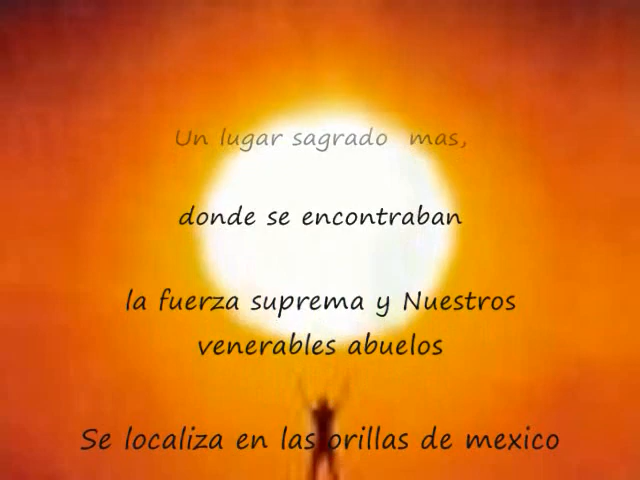 Un lugar sagrado mas,
donde se encontraban
la fuerza suprema y Nuestros
venerables abuelos
Se localiza en las orillas de mexico